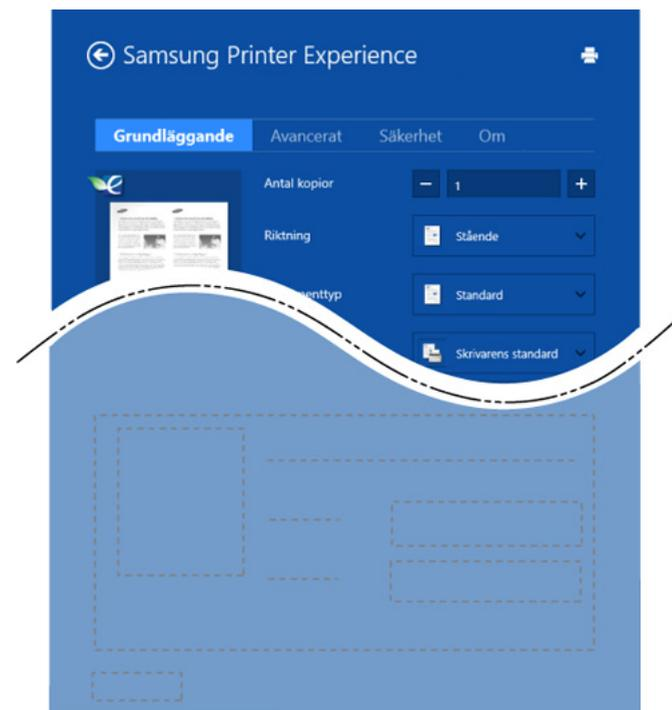 Samsung Printer Experience
Grundläggande Avancerat Säkerhet Om
Antal kopior 1
Riktning Stående
Standard
Skrivarens standard